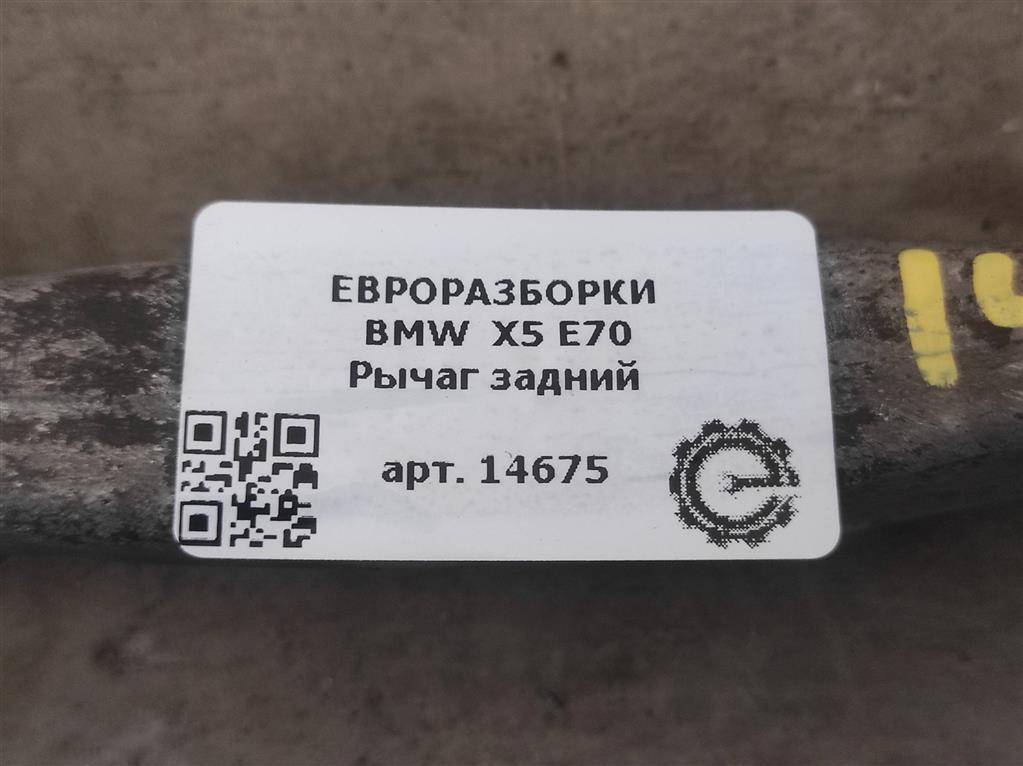 ЕВРОРАЗБОРКИ
BMW X5 E70
Рычаг задний
арт. 14675